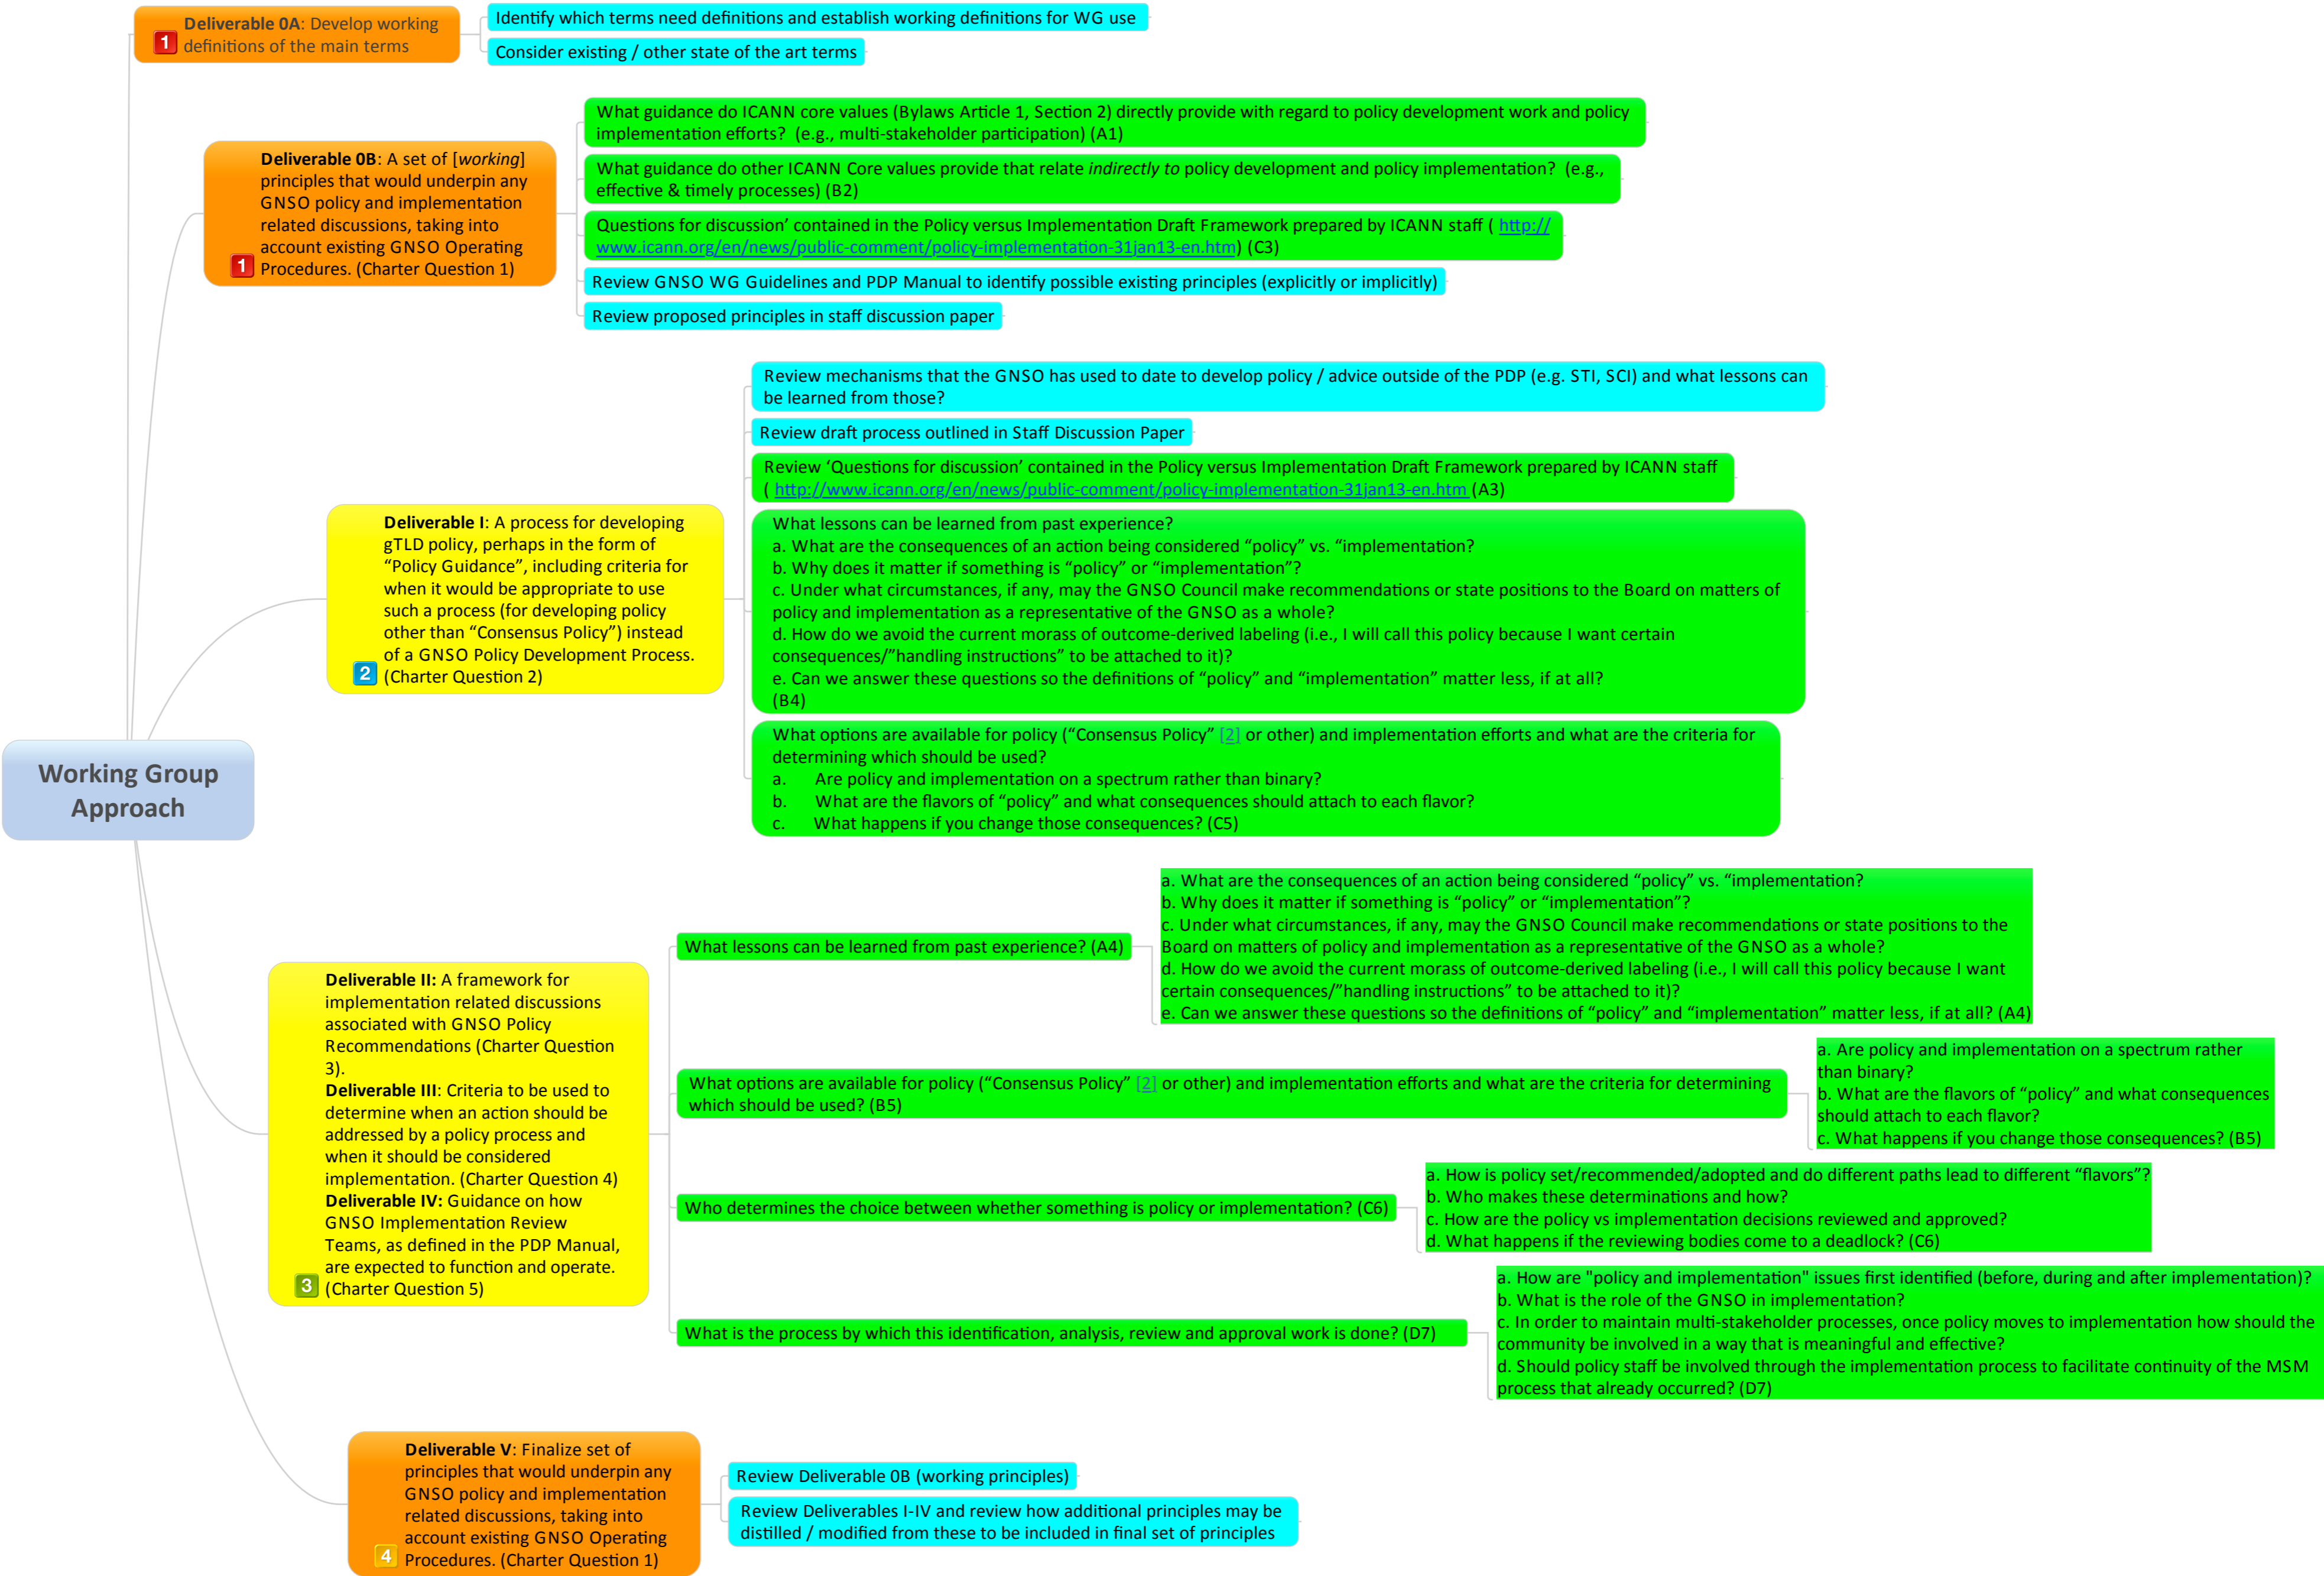 Working Group
Approach
Deliverable 0A: Develop working
definitions of the main terms
1
Identify which terms need definitions and establish working definitions for WG use
Consider existing / other state of the art terms
Deliverable 0B: A set of [working]
principles that would underpin any
GNSO policy and implementation
related discussions, taking into
account existing GNSO Operating
Procedures. (Charter Question 1)
1
What guidance do ICANN core values (Bylaws Article 1, Section 2) directly provide with regard to policy development work and policy
implementation efforts?  (e.g., multi-stakeholder participation) (A1)
What guidance do other ICANN Core values provide that relate indirectly to policy development and policy implementation?  (e.g.,
effective & timely processes) (B2)
Questions for discussion’ contained in the Policy versus Implementation Draft Framework prepared by ICANN staff ( http://
www.icann.org/en/news/public-comment/policy-implementation-31jan13-en.htm) (C3)
Review GNSO WG Guidelines and PDP Manual to identify possible existing principles (explicitly or implicitly)
Review proposed principles in staff discussion paper
Deliverable I: A process for developing
gTLD policy, perhaps in the form of
“Policy Guidance”, including criteria for
when it would be appropriate to use
such a process (for developing policy
other than “Consensus Policy”) instead
of a GNSO Policy Development Process.
(Charter Question 2)
2
Review mechanisms that the GNSO has used to date to develop policy / advice outside of the PDP (e.g. STI, SCI) and what lessons can
be learned from those?
Review draft process outlined in Staff Discussion Paper
Review ‘Questions for discussion’ contained in the Policy versus Implementation Draft Framework prepared by ICANN staff
( http://www.icann.org/en/news/public-comment/policy-implementation-31jan13-en.htm (A3)
What lessons can be learned from past experience?
a. What are the consequences of an action being considered “policy” vs. “implementation?
b. Why does it matter if something is “policy” or “implementation”?
c. Under what circumstances, if any, may the GNSO Council make recommendations or state positions to the Board on matters of
policy and implementation as a representative of the GNSO as a whole?
d. How do we avoid the current morass of outcome-derived labeling (i.e., I will call this policy because I want certain
consequences/”handling instructions” to be attached to it)?
e. Can we answer these questions so the definitions of “policy” and “implementation” matter less, if at all?
(B4)
What options are available for policy (“Consensus Policy” [2] or other) and implementation efforts and what are the criteria for
determining which should be used?
a. Are policy and implementation on a spectrum rather than binary?
b. What are the flavors of “policy” and what consequences should attach to each flavor?
c. What happens if you change those consequences? (C5)
Deliverable II: A framework for
implementation related discussions
associated with GNSO Policy
Recommendations (Charter Question
3).
Deliverable III: Criteria to be used to
determine when an action should be
addressed by a policy process and
when it should be considered
implementation. (Charter Question 4)
Deliverable IV: Guidance on how
GNSO Implementation Review
Teams, as defined in the PDP Manual,
are expected to function and operate.
(Charter Question 5)
3
What lessons can be learned from past experience? (A4)
a. What are the consequences of an action being considered “policy” vs. “implementation?
b. Why does it matter if something is “policy” or “implementation”?
c. Under what circumstances, if any, may the GNSO Council make recommendations or state positions to the
Board on matters of policy and implementation as a representative of the GNSO as a whole?
d. How do we avoid the current morass of outcome-derived labeling (i.e., I will call this policy because I want
certain consequences/”handling instructions” to be attached to it)?
e. Can we answer these questions so the definitions of “policy” and “implementation” matter less, if at all? (A4)
What options are available for policy (“Consensus Policy” [2] or other) and implementation efforts and what are the criteria for determining
which should be used? (B5)
a. Are policy and implementation on a spectrum rather
than binary?
b. What are the flavors of “policy” and what consequences
should attach to each flavor?
c. What happens if you change those consequences? (B5)
Who determines the choice between whether something is policy or implementation? (C6)
a. How is policy set/recommended/adopted and do different paths lead to different “flavors”?
b. Who makes these determinations and how?
c. How are the policy vs implementation decisions reviewed and approved?
d. What happens if the reviewing bodies come to a deadlock? (C6)
What is the process by which this identification, analysis, review and approval work is done? (D7)
a. How are "policy and implementation" issues first identified (before, during and after implementation)?
b. What is the role of the GNSO in implementation?
c. In order to maintain multi-stakeholder processes, once policy moves to implementation how should the
community be involved in a way that is meaningful and effective?
d. Should policy staff be involved through the implementation process to facilitate continuity of the MSM
process that already occurred? (D7)
Deliverable V: Finalize set of
principles that would underpin any
GNSO policy and implementation
related discussions, taking into
account existing GNSO Operating
Procedures. (Charter Question 1)
4
Review Deliverable 0B (working principles)
Review Deliverables I-IV and review how additional principles may be
distilled / modified from these to be included in final set of principles